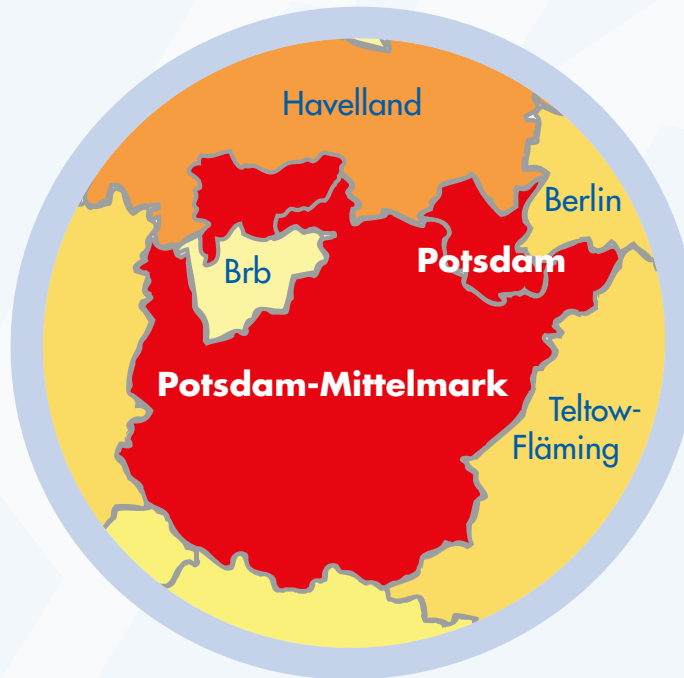 Havelland
Berlin
Potsdam
Brb
Potsdam-Mittelmark
Teltow-
Fläming